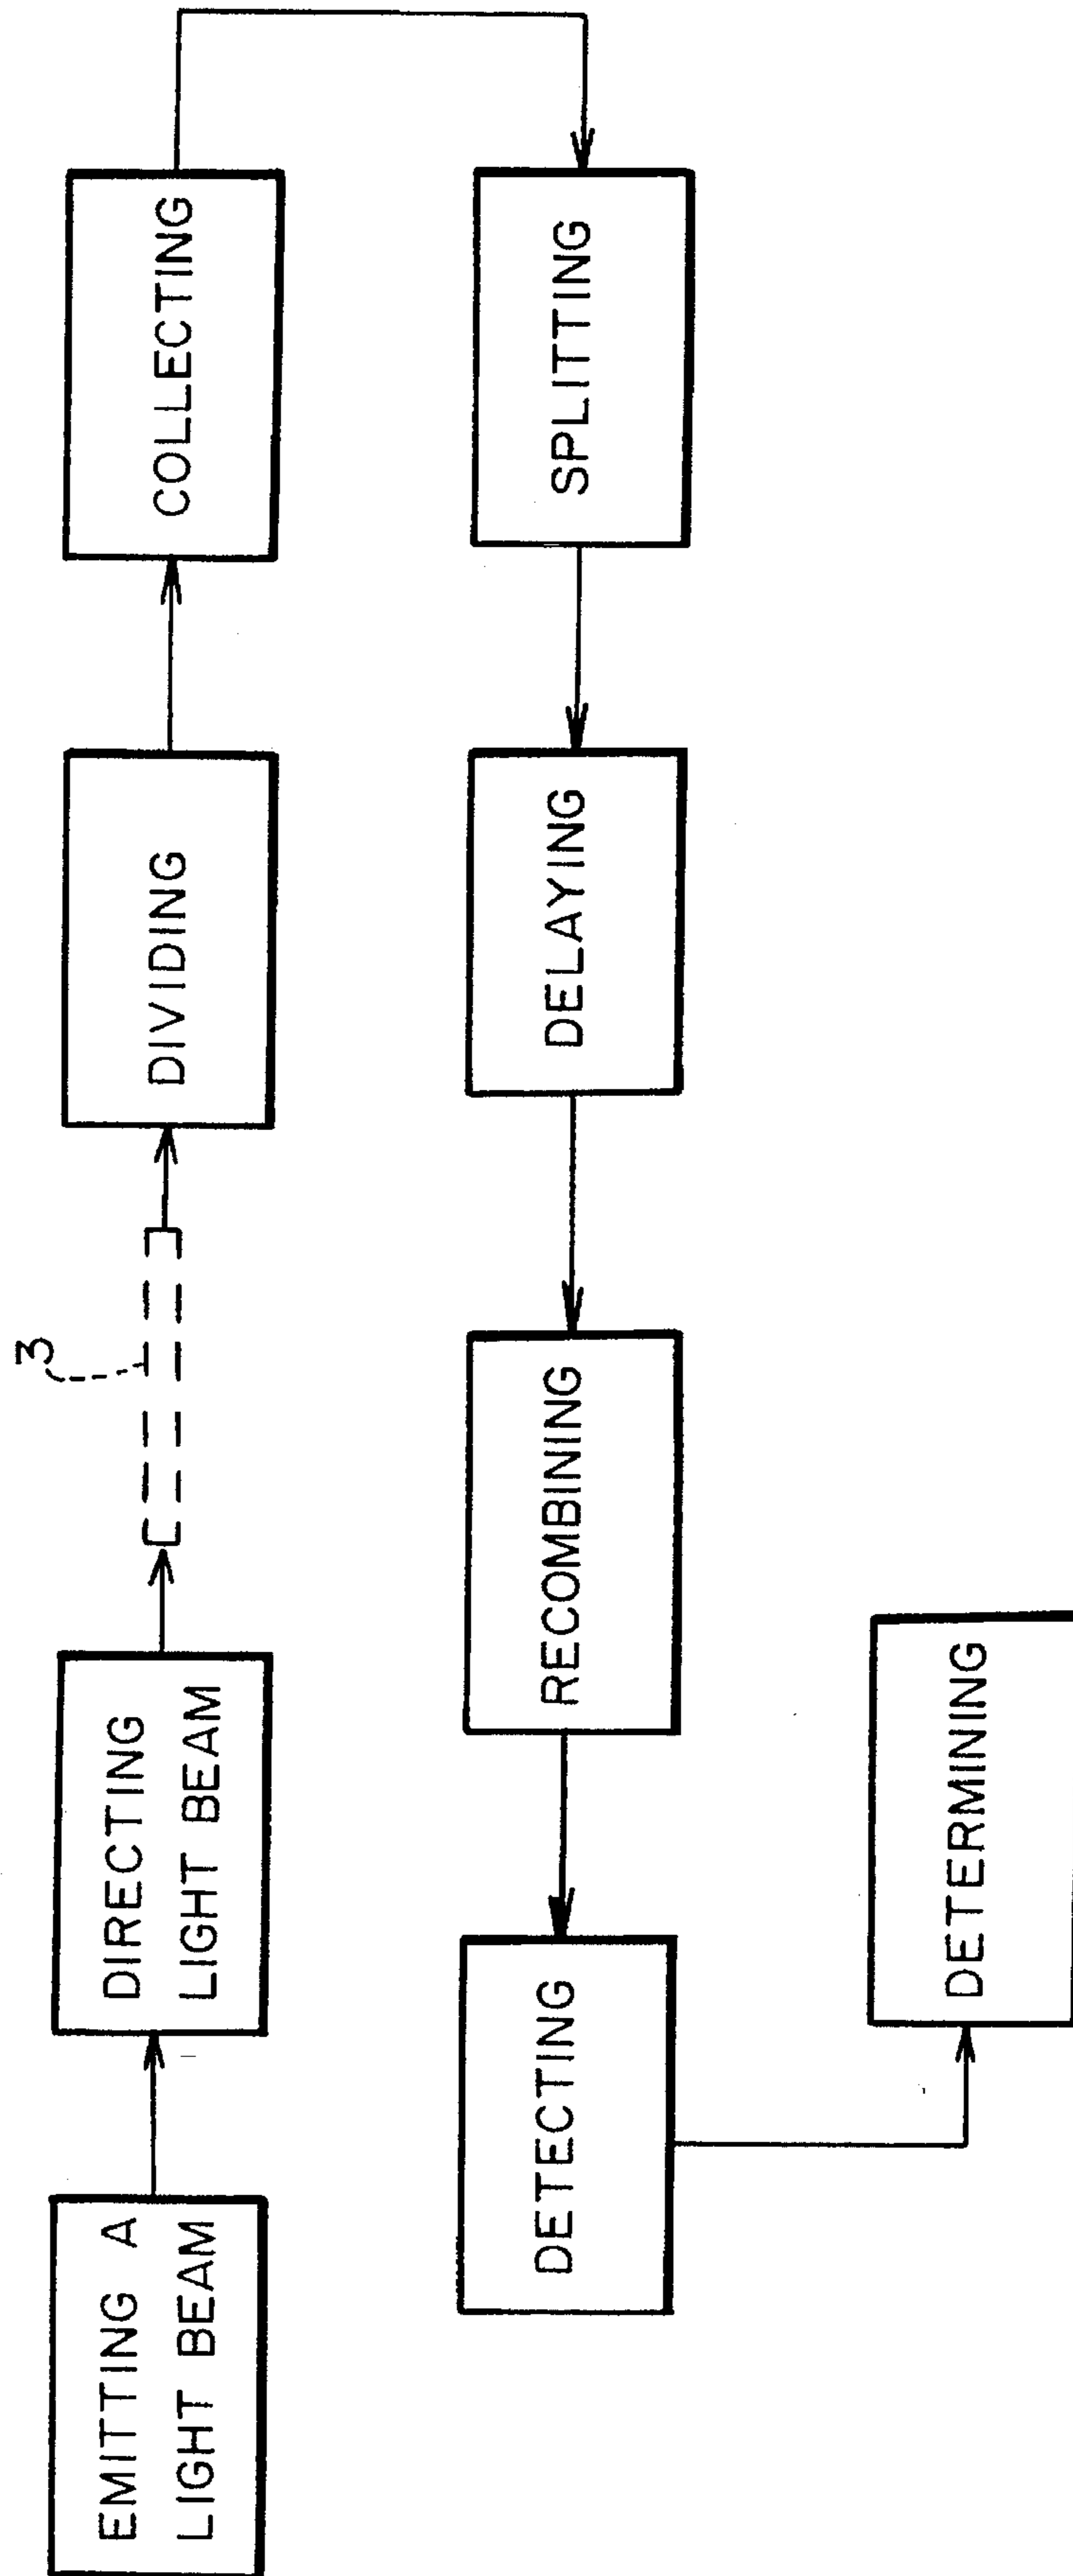 EMITTING A
LIGHT BEAM
DIRECTING
LIGHT BEAM
3
DIVIDING
COLLECTING
SPLITTING
DELAYING
RECOMBINING
DETECTING
DETERMINING